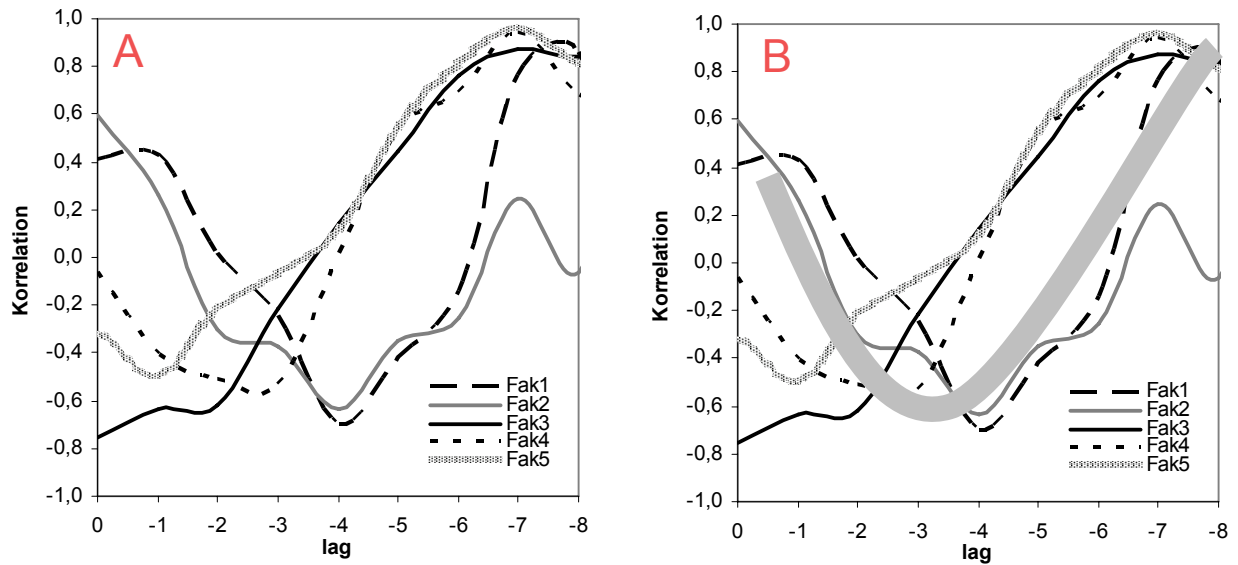 A
1,0
0,8
0,6
0,4
0,2
0,0
-0,2
-0,4
-0,6
-0,8
-1,0
Korrelation
0 -1 -2 -3 -4 -5 -6 -7 -8
lag
Fak1
Fak2
Fak3
Fak4
Fak5
B
1,0
0,8
0,6
0,4
0,2
0,0
-0,2
-0,4
-0,6
-0,8
-1,0
Korrelation
0 -1 -2 -3 -4 -5 -6 -7 -8
lag
Fak1
Fak2
Fak3
Fak4
Fak5